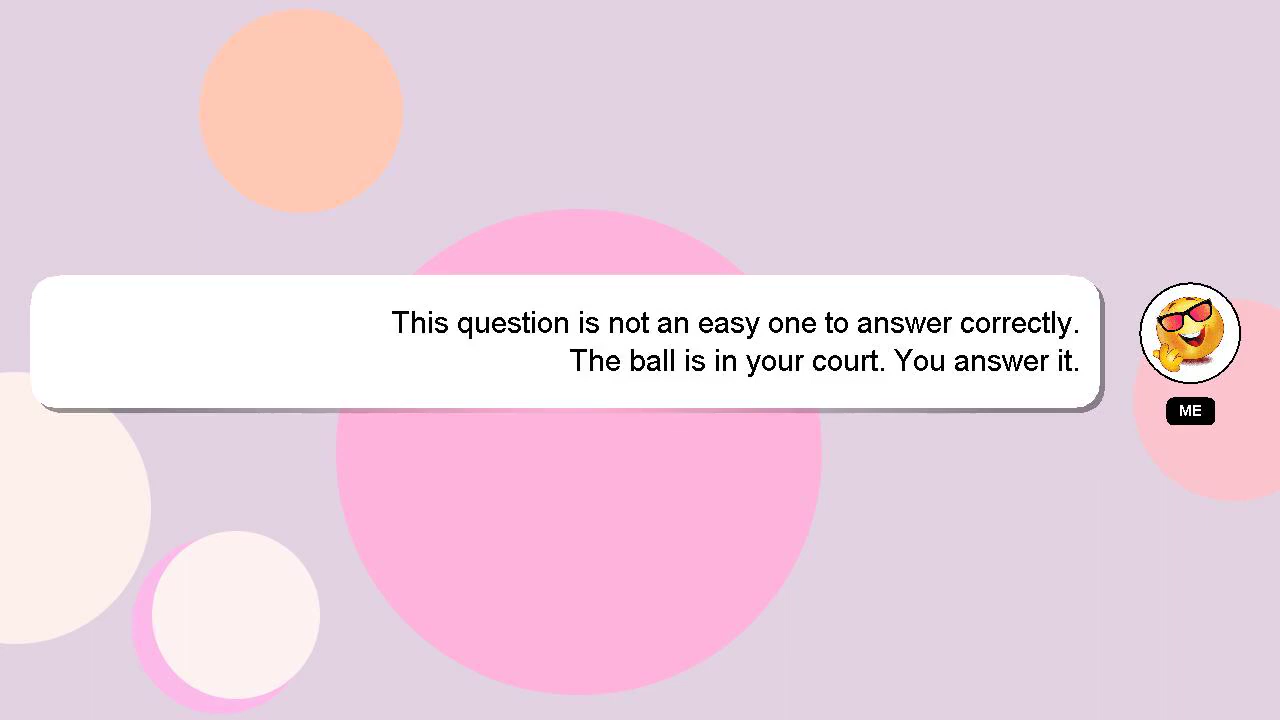 This question is not an easy one to answer correctly.
The ball is in your court. You answer it.
ME